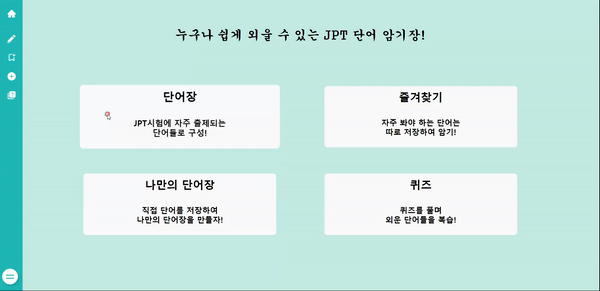 누구나 쉽게 외울 수 있는 JPT 단어 암기장!
단어장
JPT시험에 자주 출제되는
단어들로 구성!
즐겨찾기
자주 봐야 하는 단어는
따로 저장하여 암기!
나만의 단어장
직접 단어를 저장하여
나만의 단어장을 만들자!
퀴즈
퀴즈를 풀며
외운 단어들을 복습!